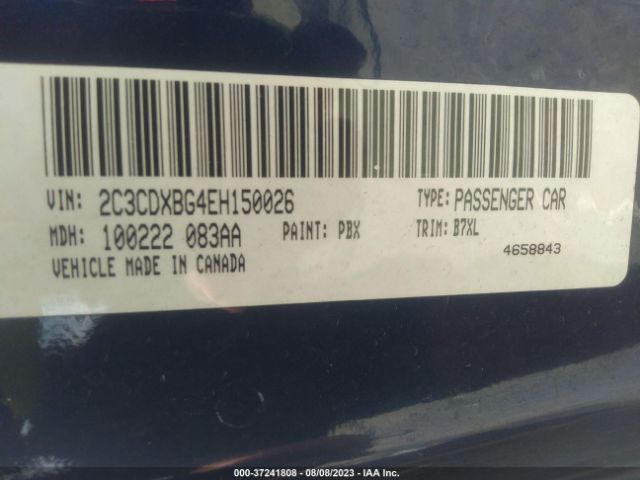 VIN: 2C3CDXBG4EH150026 TYPE: PASSENGER CAR
MDH: 100222 083AA PAINT: PBX TRIM: B7XL
VEHICLE MADE IN CANADA 4658843
000-37241808 - 08/08/2023 - IAA Inc.